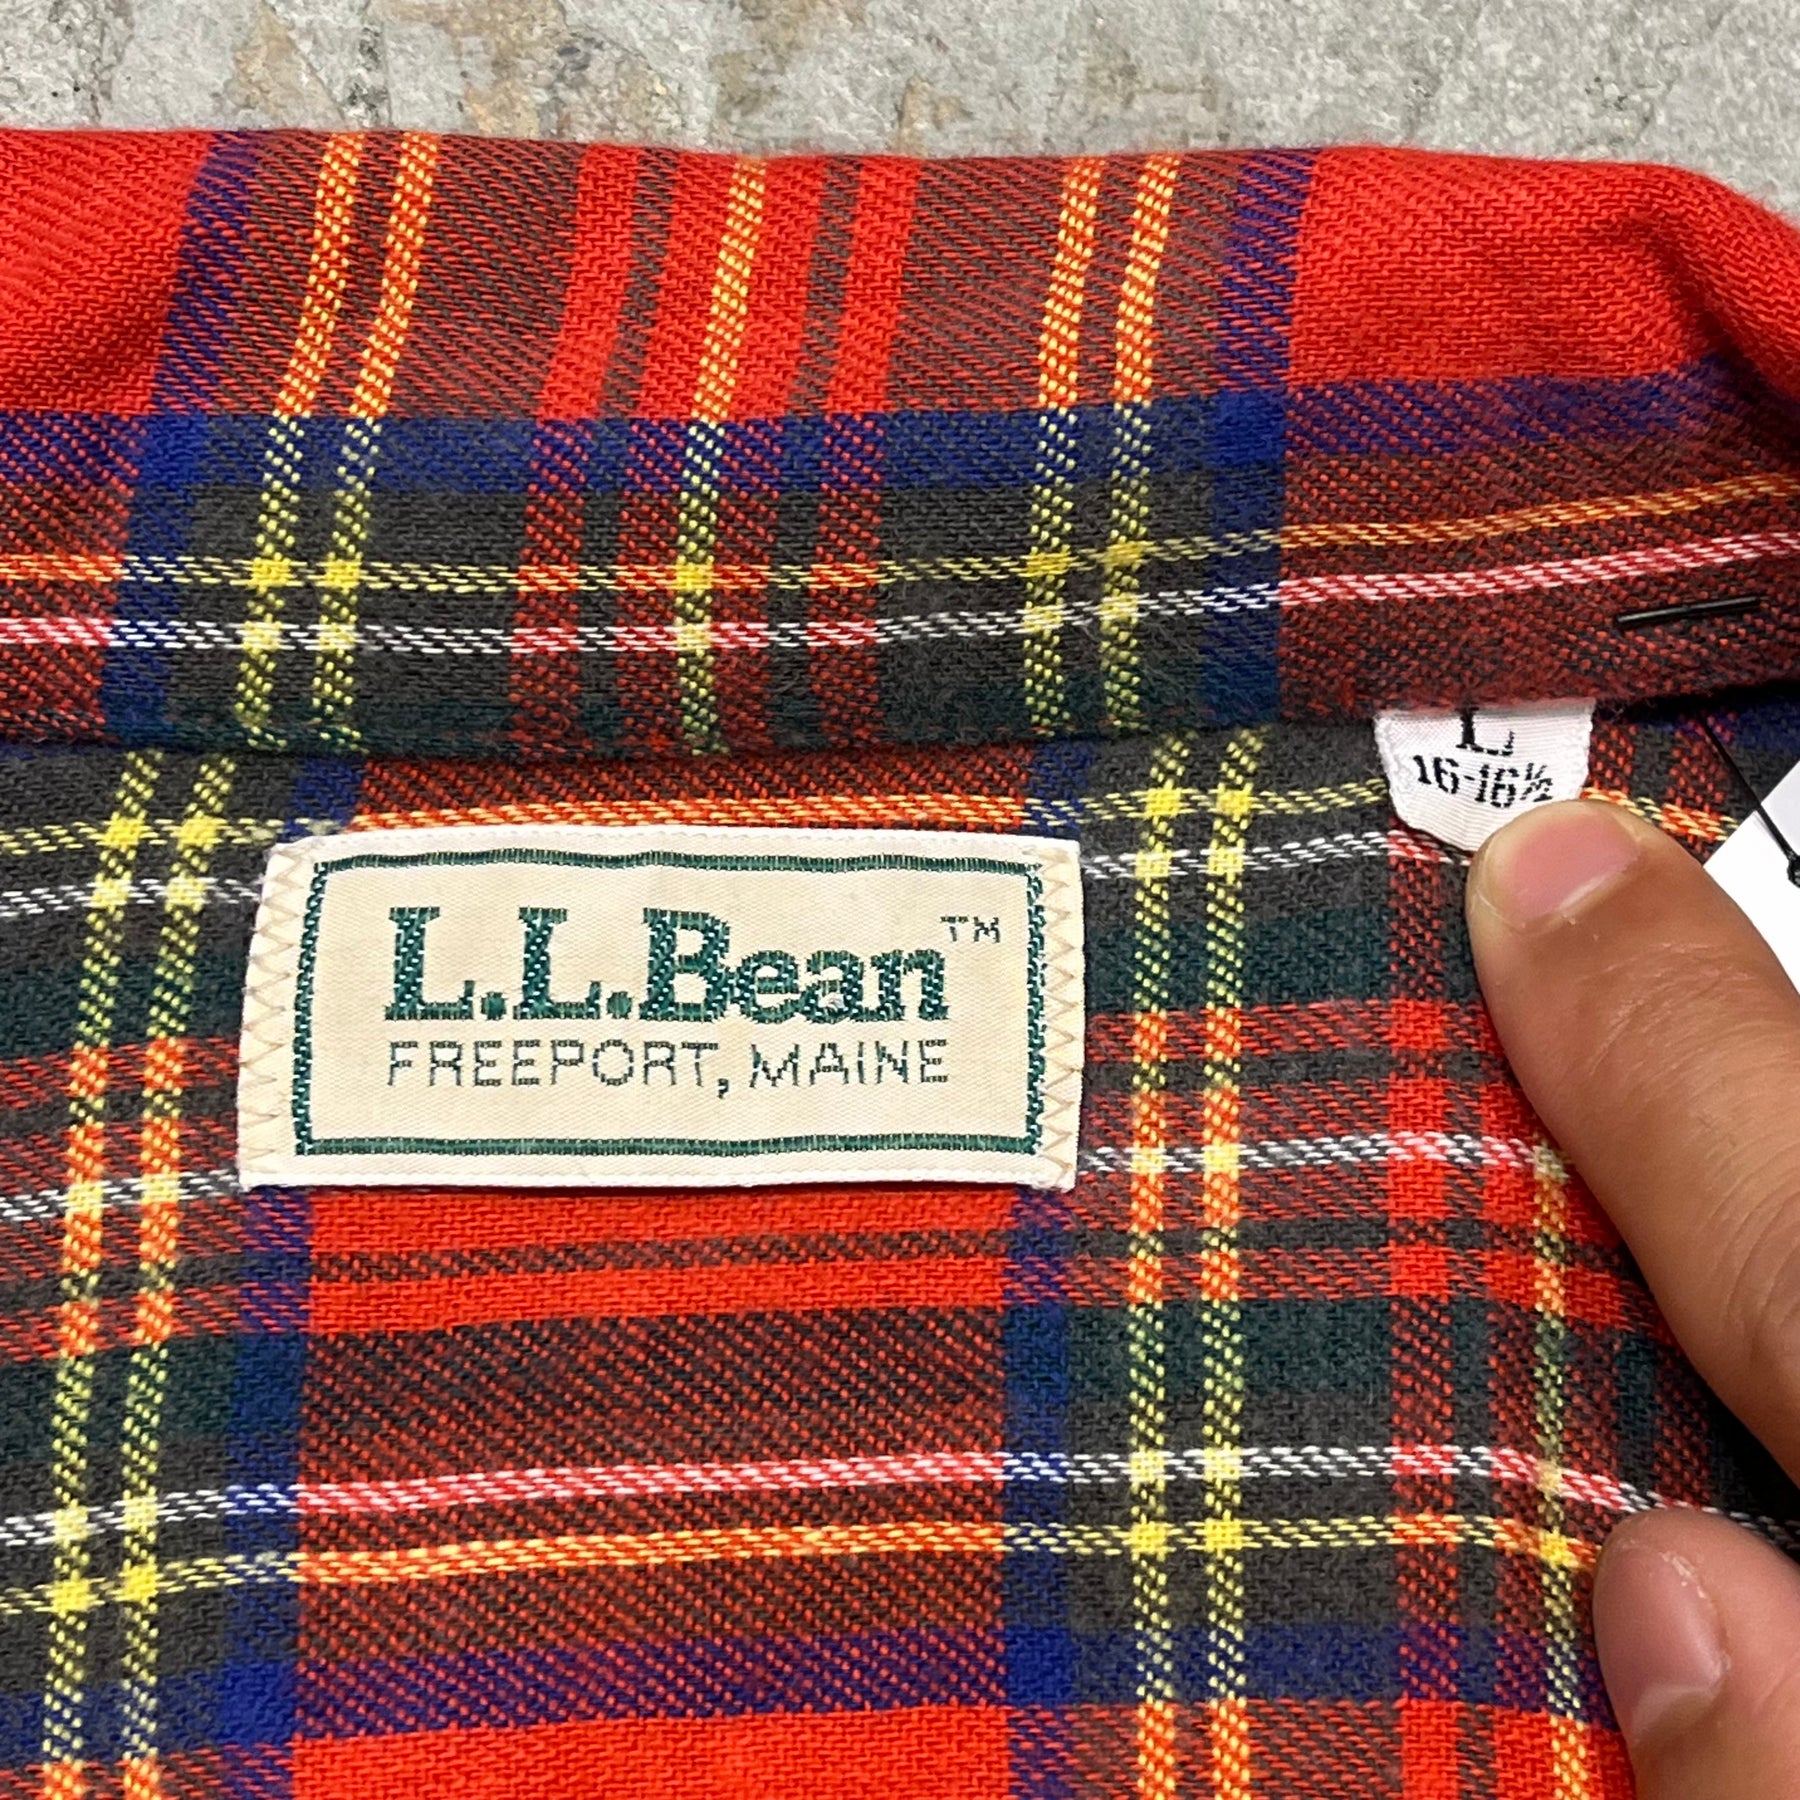 L
16-16½
L.L.Bean™
FREEPORT, MAINE